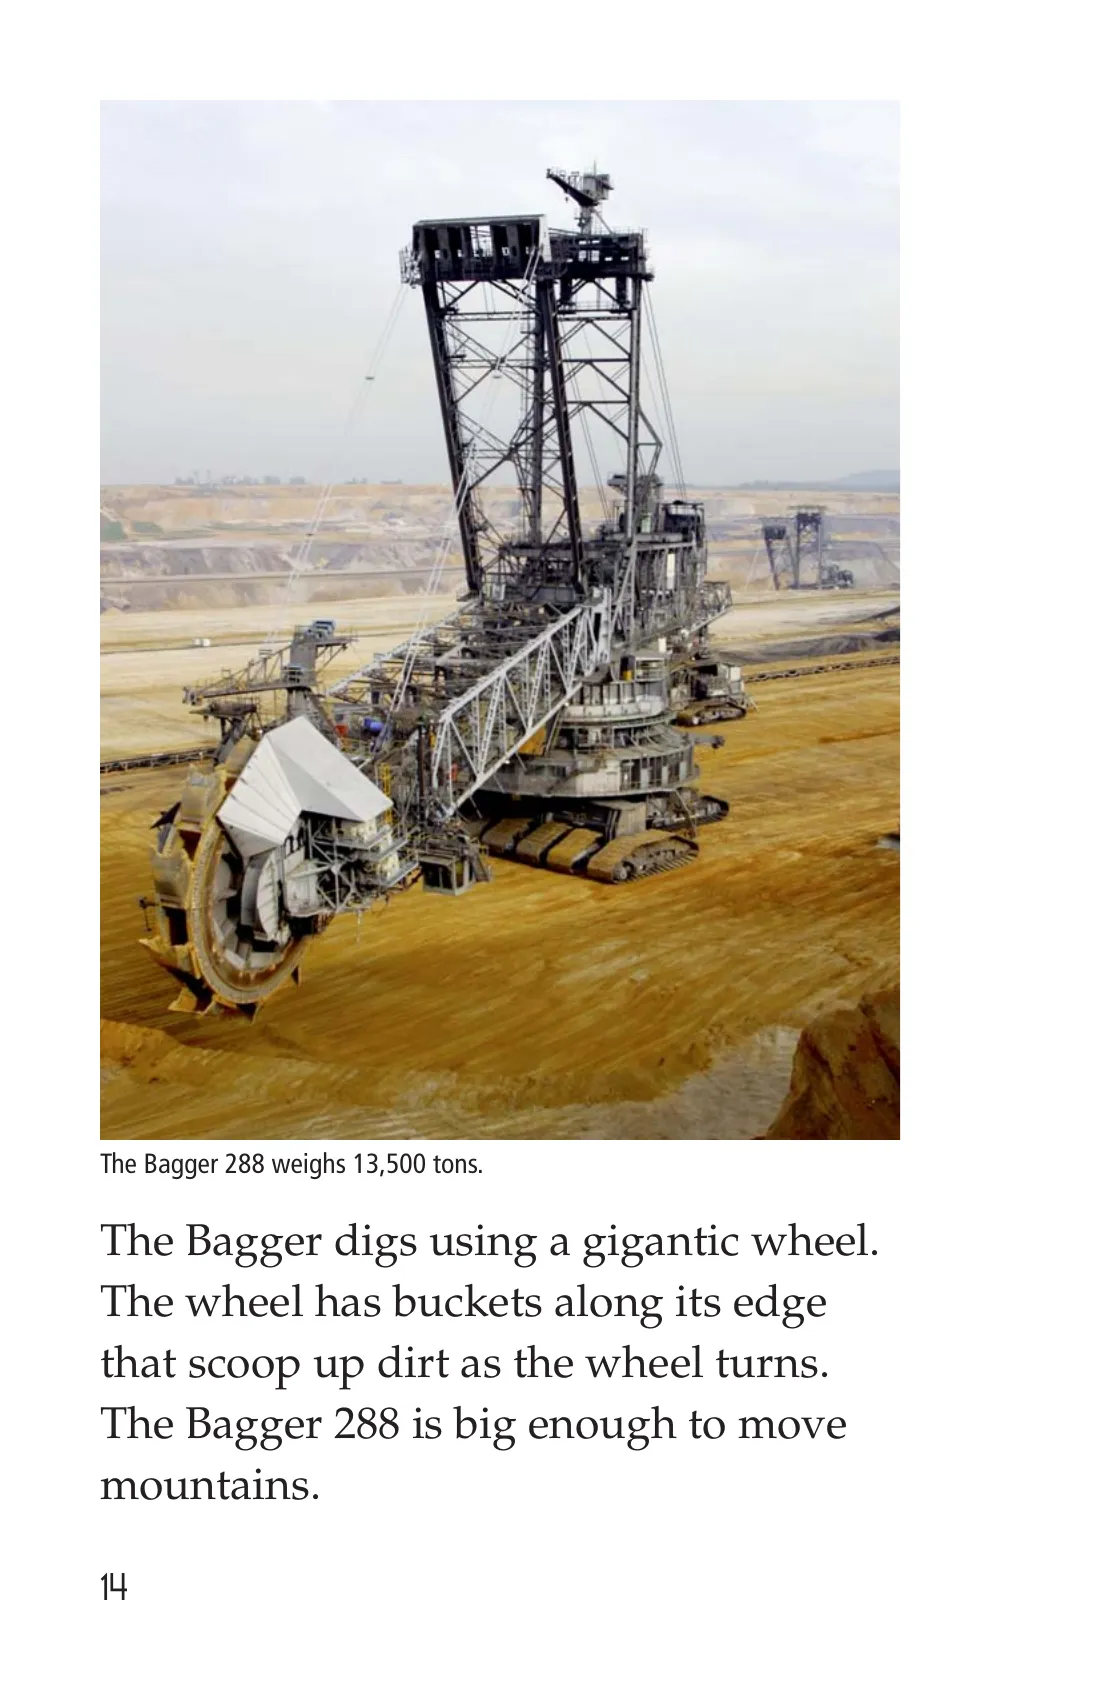 The Bagger 288 weighs 13,500 tons.
The Bagger digs using a gigantic wheel.
The wheel has buckets along its edge
that scoop up dirt as the wheel turns.
The Bagger 288 is big enough to move
mountains.
14